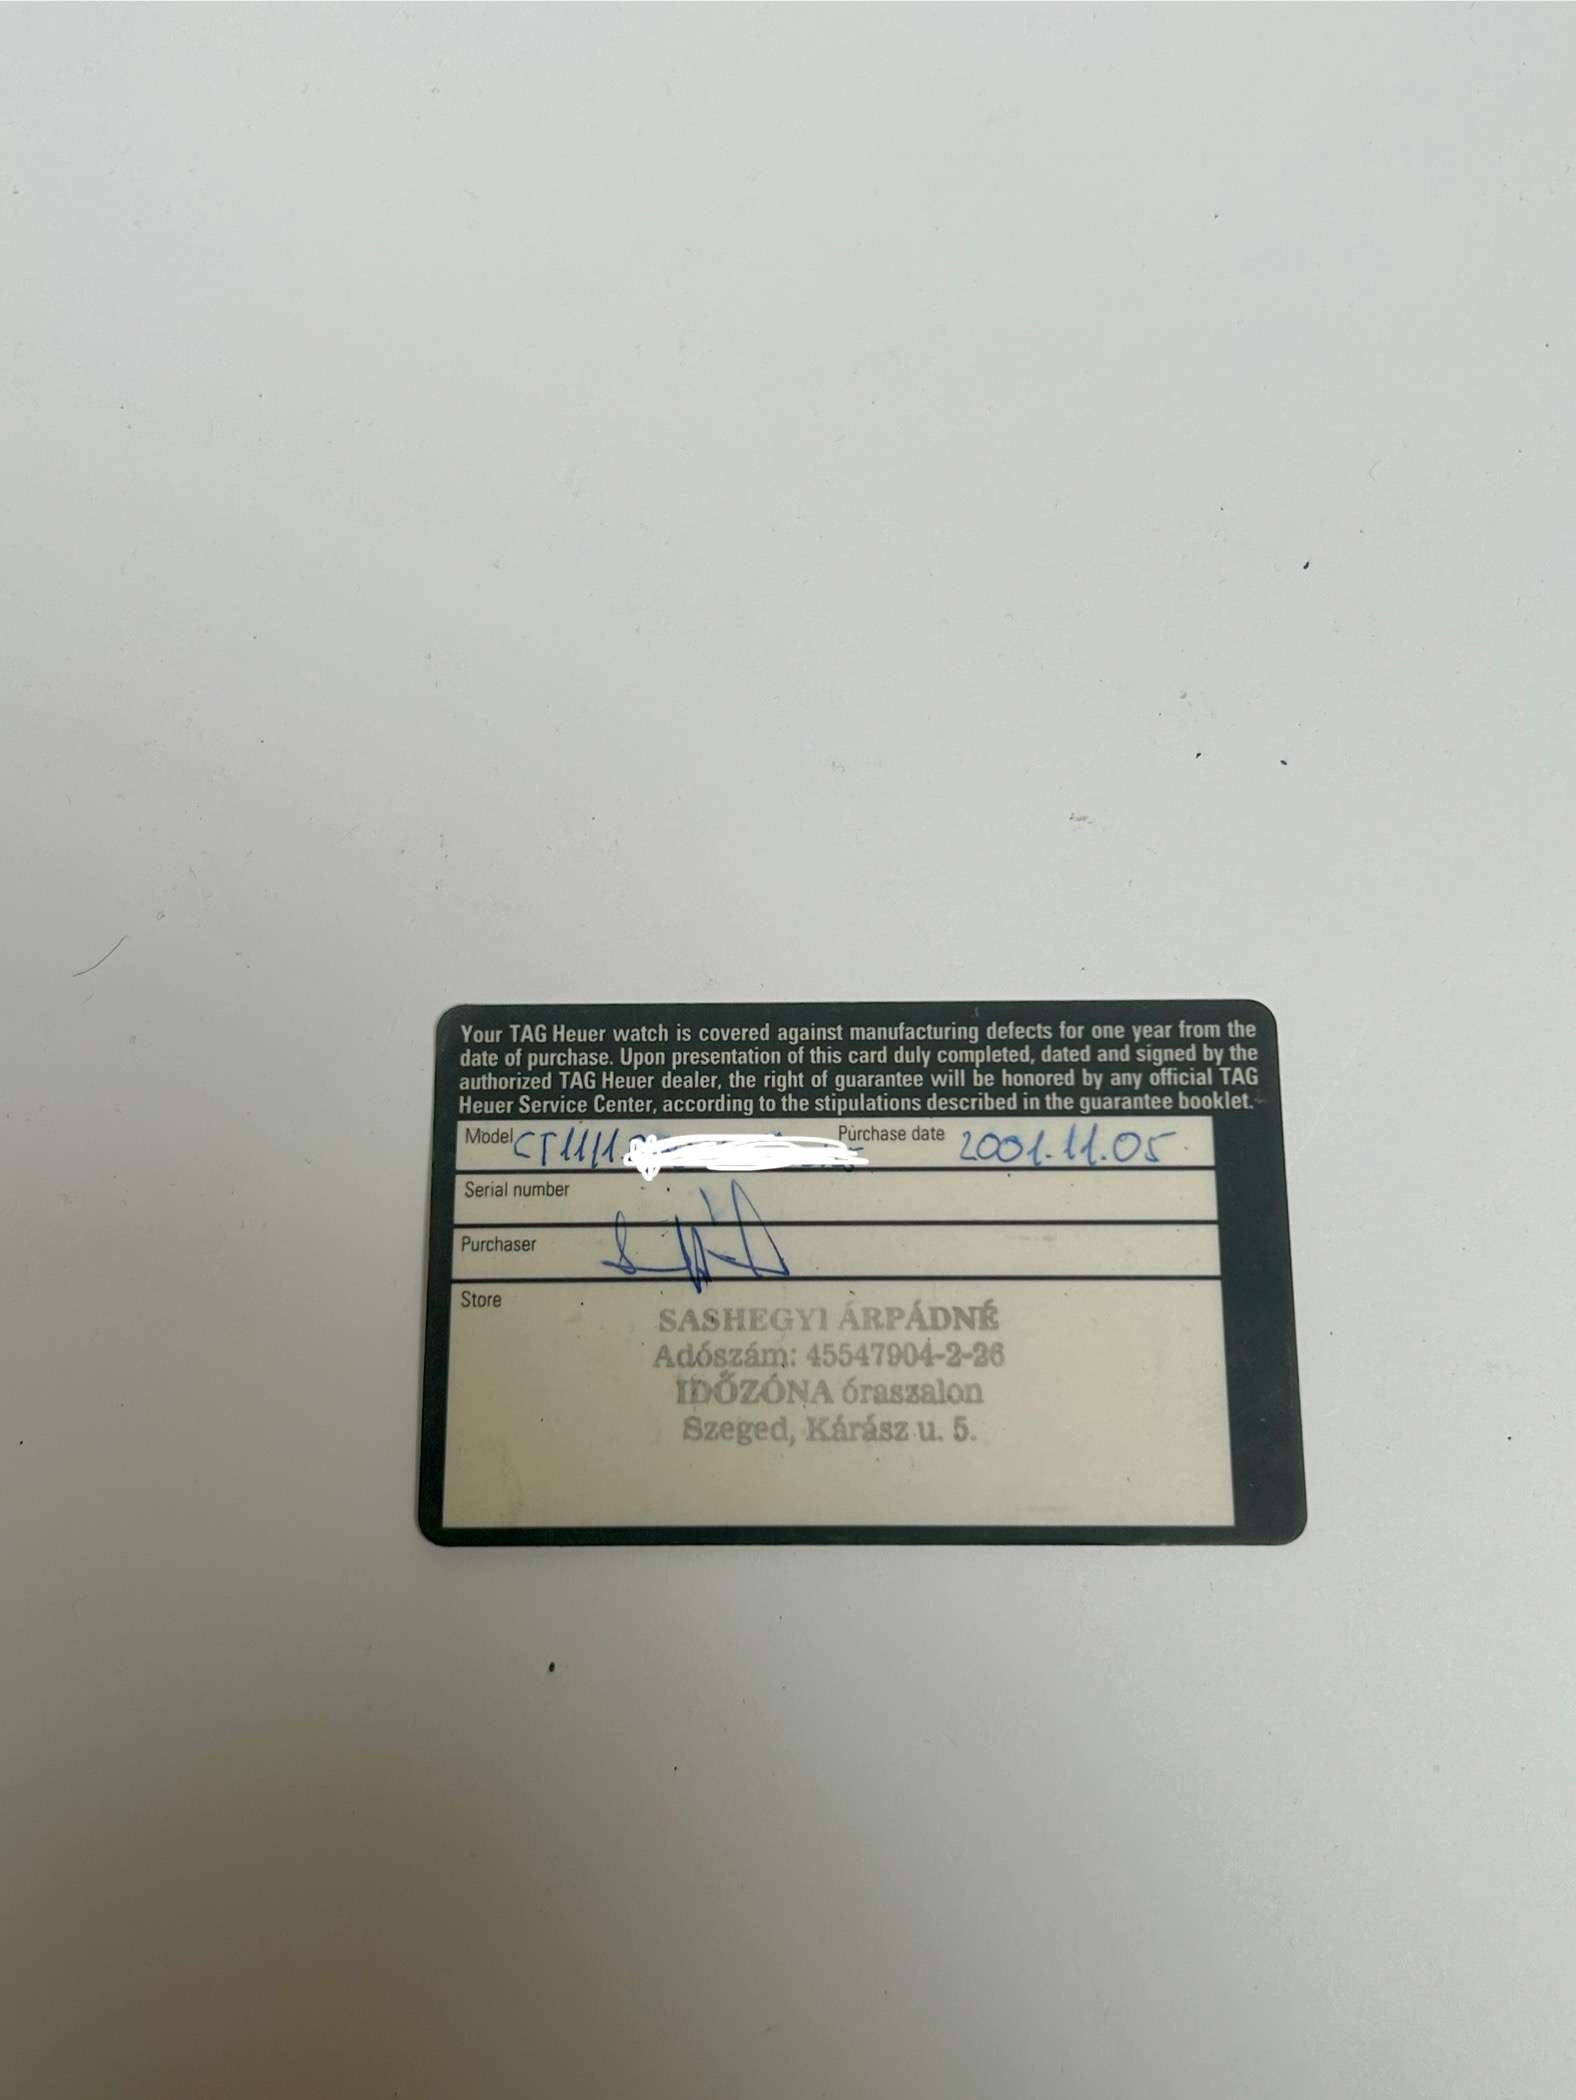 Your TAG Heuer watch is covered against manufacturing defects for one year from the
date of purchase. Upon presentation of this card duly completed, dated and signed by the
authorized TAG Heuer dealer, the right of guarantee will be honored by any official TAG
Heuer Service Center, according to the stipulations described in the guarantee booklet.
Model CT1111. Purchase date 2001.11.05
Serial number
Purchaser
Store
SASHEGYI ÁRPÁDNÉ
Adószám: 45547904-2-26
IDŐZÓNA óraszalon
Szeged, Kárász u. 5.